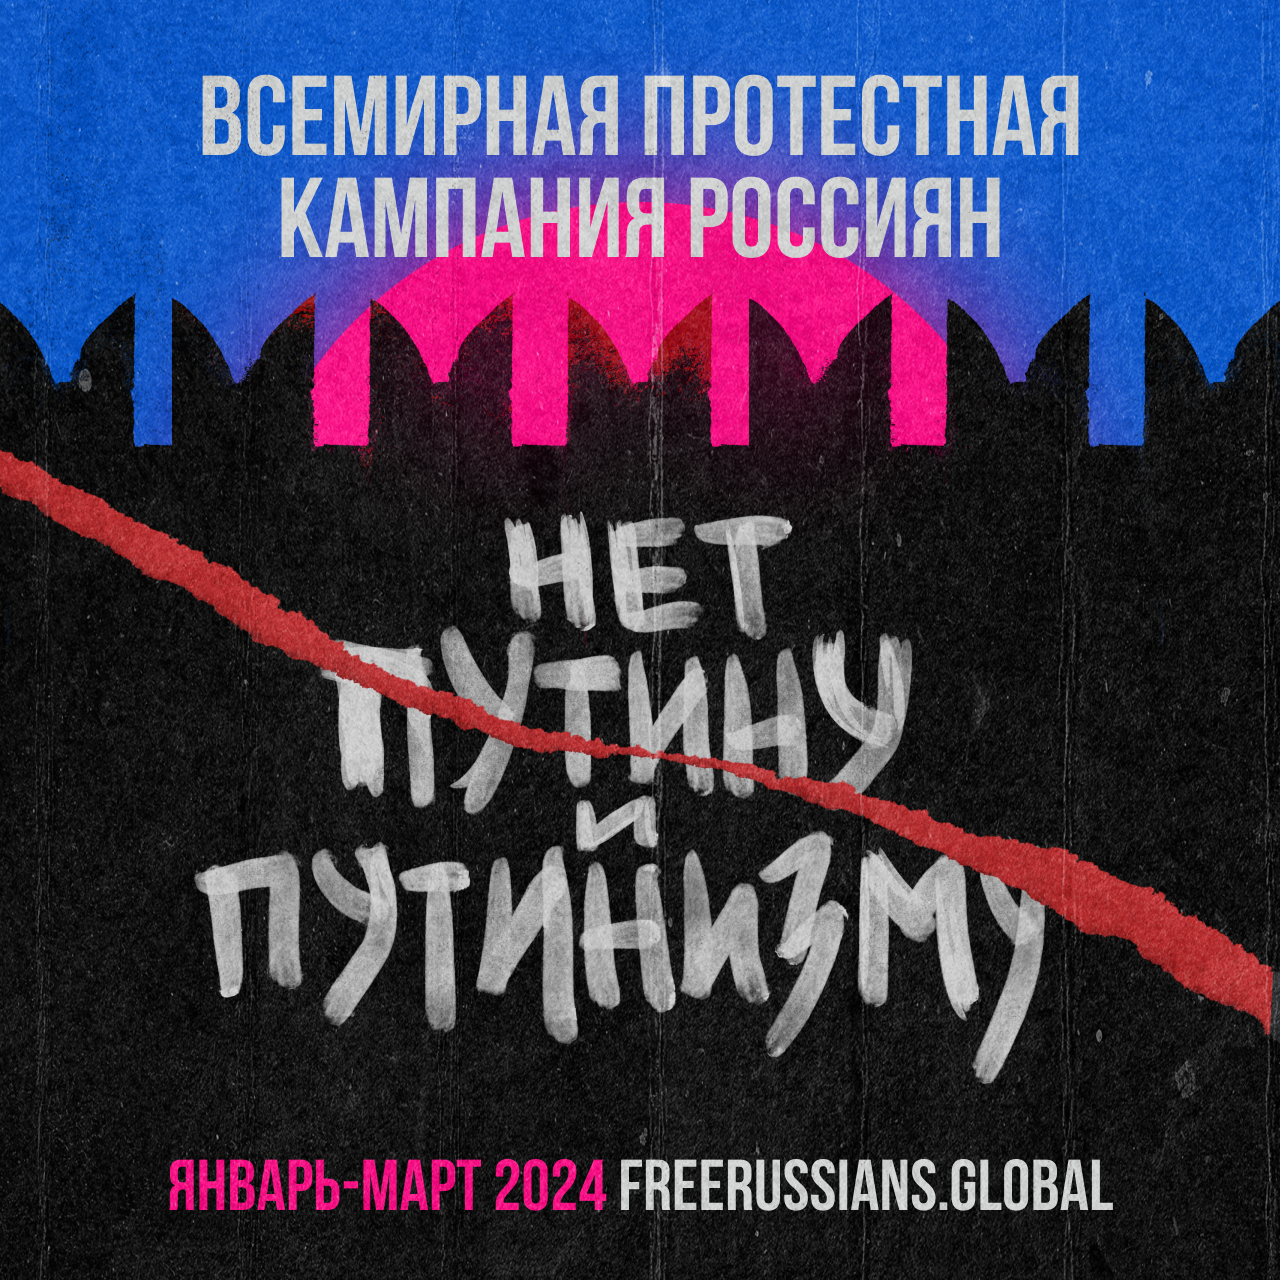 ВСЕМИРНАЯ ПРОТЕСТНАЯ
КАМПАНИЯ РОССИЯН
НЕТ
ПУТИНУ
И
ПУТИНИЗМУ
ЯНВАРЬ-МАРТ 2024 FREERUSSIANS.GLOBAL